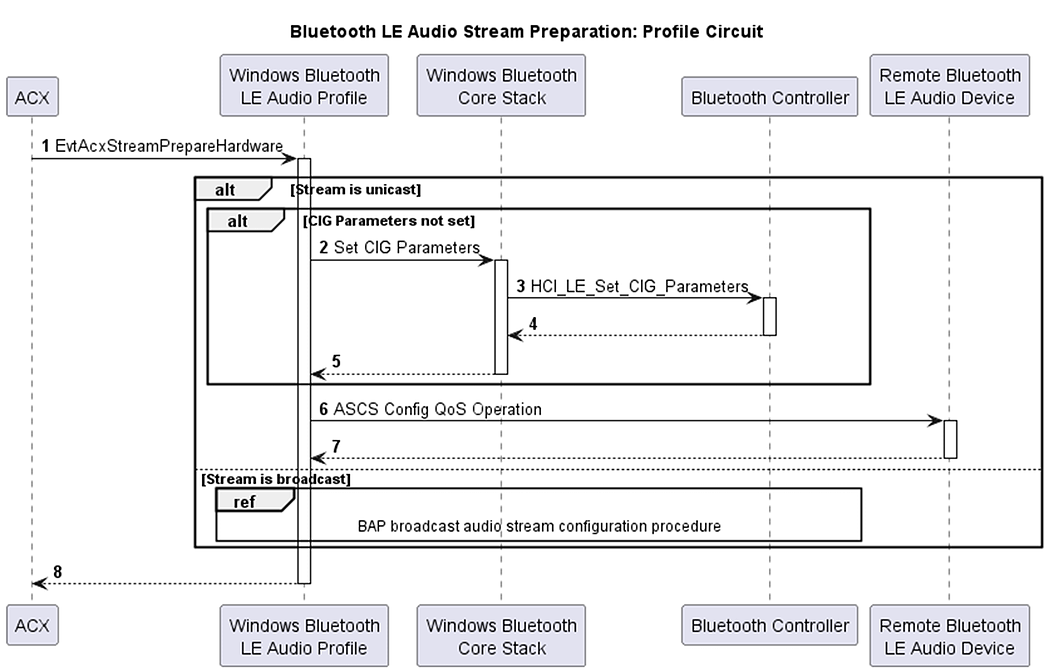 Bluetooth LE Audio Stream Preparation: Profile Circuit
ACX
Windows Bluetooth
LE Audio Profile
Windows Bluetooth
Core Stack
Bluetooth Controller
Remote Bluetooth
LE Audio Device
1 EvtAcxStreamPrepareHardware
alt [Stream is unicast]
alt [CIG Parameters not set]
2 Set CIG Parameters
3 HCI_LE_Set_CIG_Parameters
4
5
6 ASCS Config QoS Operation
7
[Stream is broadcast]
ref
BAP broadcast audio stream configuration procedure
8
ACX
Windows Bluetooth
LE Audio Profile
Windows Bluetooth
Core Stack
Bluetooth Controller
Remote Bluetooth
LE Audio Device